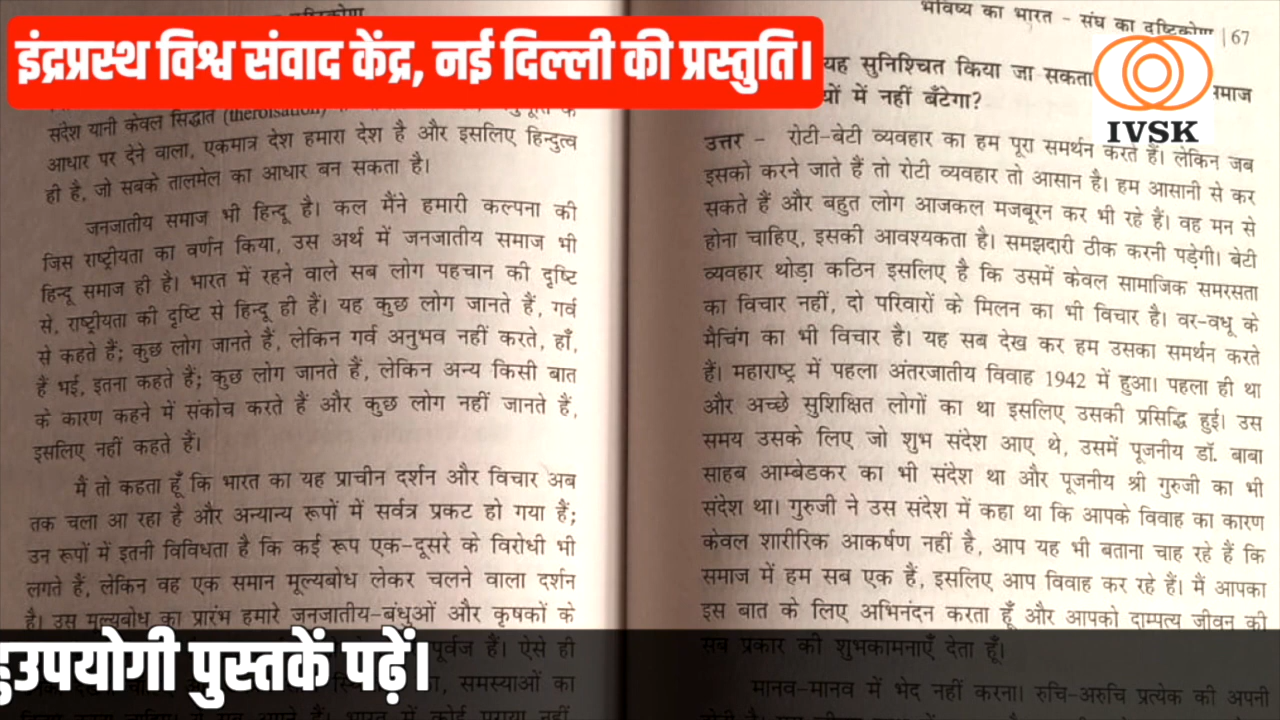 इंद्रप्रस्थ विश्व संवाद केंद्र, नई दिल्ली की प्रस्तुति।
संदेश यानी केवल सिद्धांत (theroisation)
आधार पर देने वाला, एकमात्र देश हमारा देश है और इसलिए हिन्दुत्व
ही है, जो सबके तालमेल का आधार बन सकता है।
जनजातीय समाज भी हिन्दू है। कल मैंने हमारी कल्पना की
जिस राष्ट्रीयता का वर्णन किया, उस अर्थ में जनजातीय समाज भी
हिन्दू समाज ही है। भारत में रहने वाले सब लोग पहचान की दृष्टि
से, राष्ट्रीयता की दृष्टि से हिन्दू ही हैं। यह कुछ लोग जानते हैं, गर्व
से कहते हैं; कुछ लोग जानते हैं, लेकिन गर्व अनुभव नहीं करते, हाँ,
हैं भई, इतना कहते हैं; कुछ लोग जानते हैं, लेकिन अन्य किसी बात
के कारण कहने में संकोच करते हैं और कुछ लोग नहीं जानते हैं,
इसलिए नहीं कहते हैं।
मैं तो कहता हूँ कि भारत का यह प्राचीन दर्शन और विचार अब
तक चला आ रहा है और अन्यान्य रूपों में सर्वत्र प्रकट हो गया हैं;
उन रूपों में इतनी विविधता है कि कई रूप एक-दूसरे के विरोधी भी
लगते हैं, लेकिन वह एक समान मूल्यबोध लेकर चलने वाला दर्शन
है। उस मूल्यबोध का प्रारंभ हमारे जनजातीय-बंधुओं और कृषकों के
पूर्वज हैं। ऐसे ही
समस्याओं का
भविष्य का भारत - संघ का दृष्टिकोण | 67
यह सुनिश्चित किया जा सकता समाज
में नहीं बँटेगा?
उत्तर - रोटी-बेटी व्यवहार का हम पूरा समर्थन करते हैं। लेकिन जब
इसको करने जाते हैं तो रोटी व्यवहार तो आसान है। हम आसानी से कर
सकते हैं और बहुत लोग आजकल मजबूरन कर भी रहे हैं। वह मन से
होना चाहिए, इसकी आवश्यकता है। समझदारी ठीक करनी पड़ेगी। बेटी
व्यवहार थोड़ा कठिन इसलिए है कि उसमें केवल सामाजिक समरसता
का विचार नहीं, दो परिवारों के मिलन का भी विचार है। वर-वधू के
मैचिंग का भी विचार है। यह सब देख कर हम उसका समर्थन करते
हैं। महाराष्ट्र में पहला अंतरजातीय विवाह 1942 में हुआ। पहला ही था
और अच्छे सुशिक्षित लोगों का था इसलिए उसकी प्रसिद्धि हुई। उस
समय उसके लिए जो शुभ संदेश आए थे, उसमें पूजनीय डॉ. बाबा
साहब आम्बेडकर का भी संदेश था और पूजनीय श्री गुरुजी का भी
संदेश था। गुरुजी ने उस संदेश में कहा था कि आपके विवाह का कारण
केवल शारीरिक आकर्षण नहीं है, आप यह भी बताना चाह रहे हैं कि
समाज में हम सब एक हैं, इसलिए आप विवाह कर रहे हैं। मैं आपका
इस बात के लिए अभिनंदन करता हूँ और आपको दाम्पत्य जीवन की
सब प्रकार की शुभकामनाएँ देता हूँ।
मानव-मानव में भेद नहीं करना। रुचि-अरुचि प्रत्येक की अपनी
IVSK
उपयोगी पुस्तकें पढ़ें।